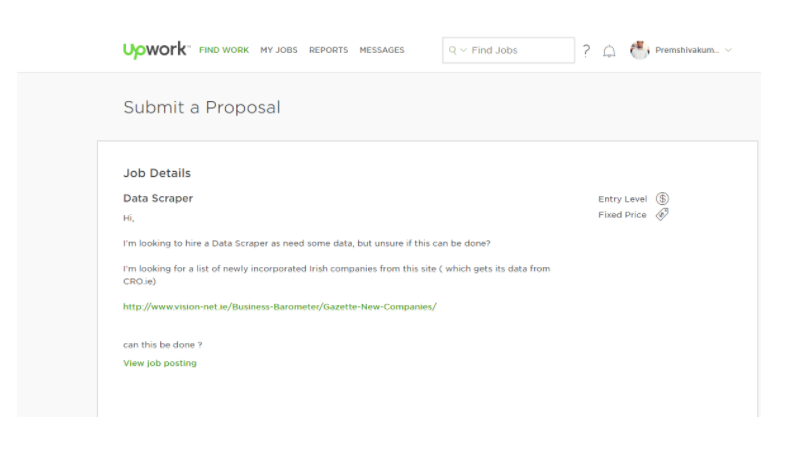 Upwork FIND WORK MY JOBS REPORTS MESSAGES Find Jobs ? Premshivakum...
Submit a Proposal
Job Details
Data Scraper
Entry Level $
Hi,
Fixed Price
I'm looking to hire a Data Scraper as need some data, but unsure if this can be done?
I'm looking for a list of newly incorporated Irish companies from this site ( which gets its data from
CRO.ie)
http://www.vision-net.ie/Business-Barometer/Gazette-New-Companies/
can this be done ?
View job posting